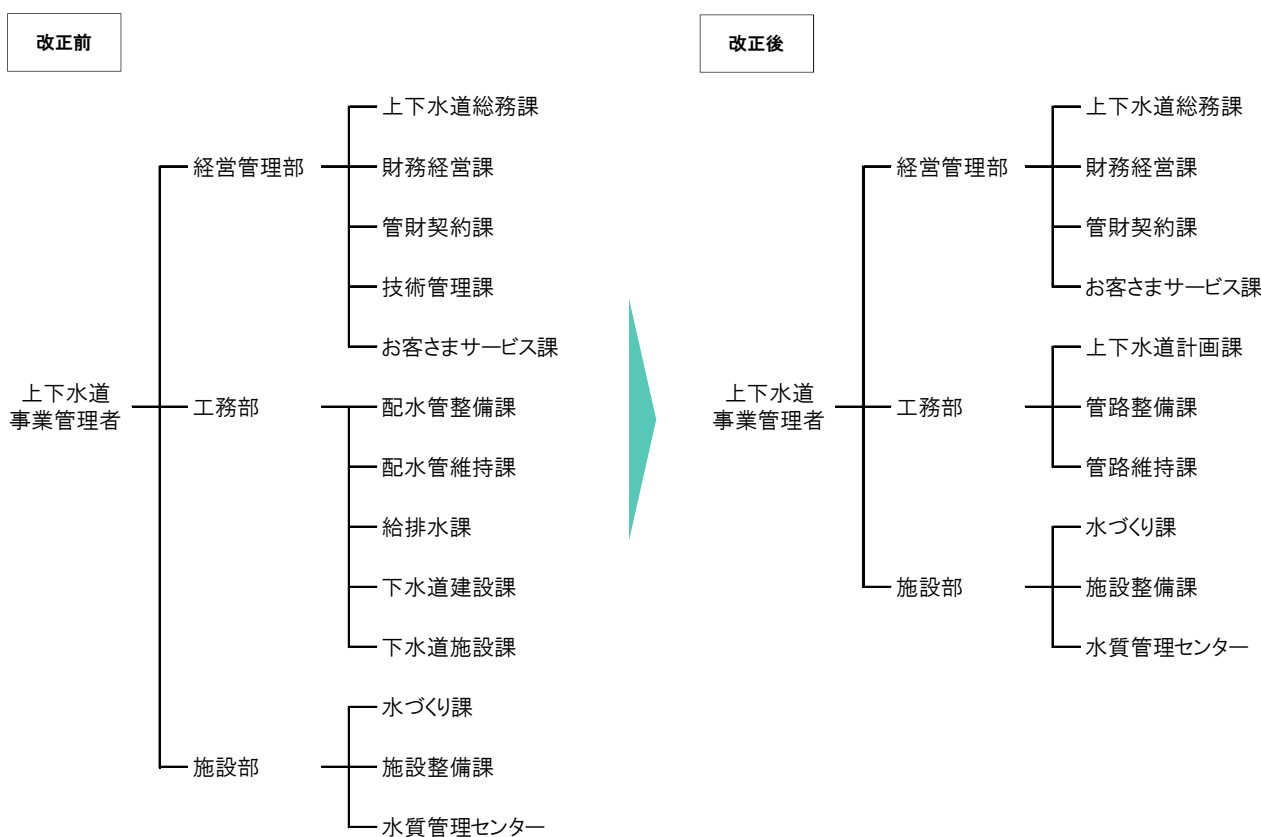 改正前
上下水道
事業管理者
経営管理部
上下水道総務課
財務経営課
管財契約課
技術管理課
お客さまサービス課
工務部
配水管整備課
配水管維持課
給排水課
下水道建設課
下水道施設課
施設部
水づくり課
施設整備課
水質管理センター
改正後
上下水道
事業管理者
経営管理部
上下水道総務課
財務経営課
管財契約課
お客さまサービス課
工務部
上下水道計画課
管路整備課
管路維持課
施設部
水づくり課
施設整備課
水質管理センター